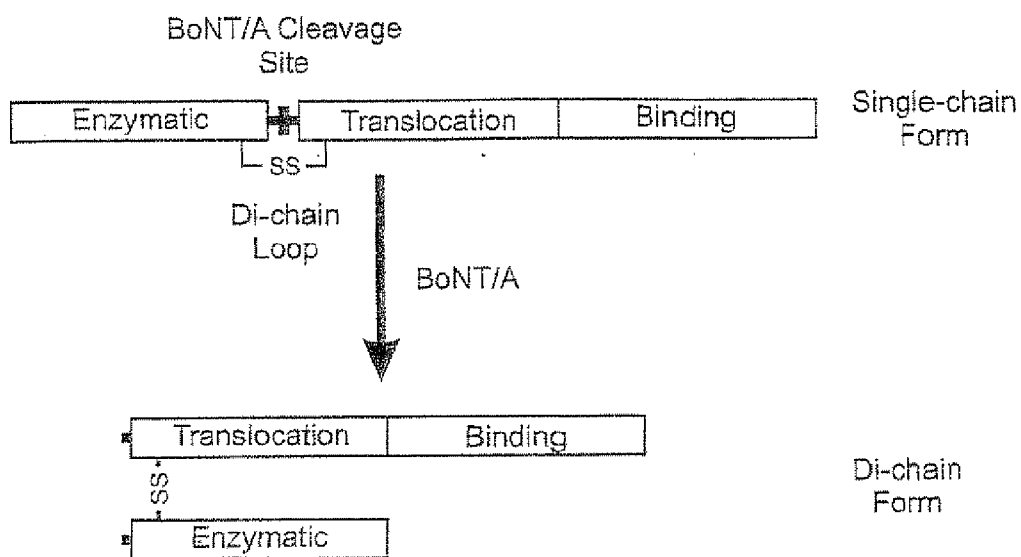 BoNT/A Cleavage
Site
Enzymatic
Translocation
Binding
Single-chain
Form
SS
Di-chain
Loop
BoNT/A
Translocation
Binding
SS
Di-chain
Form
Enzymatic